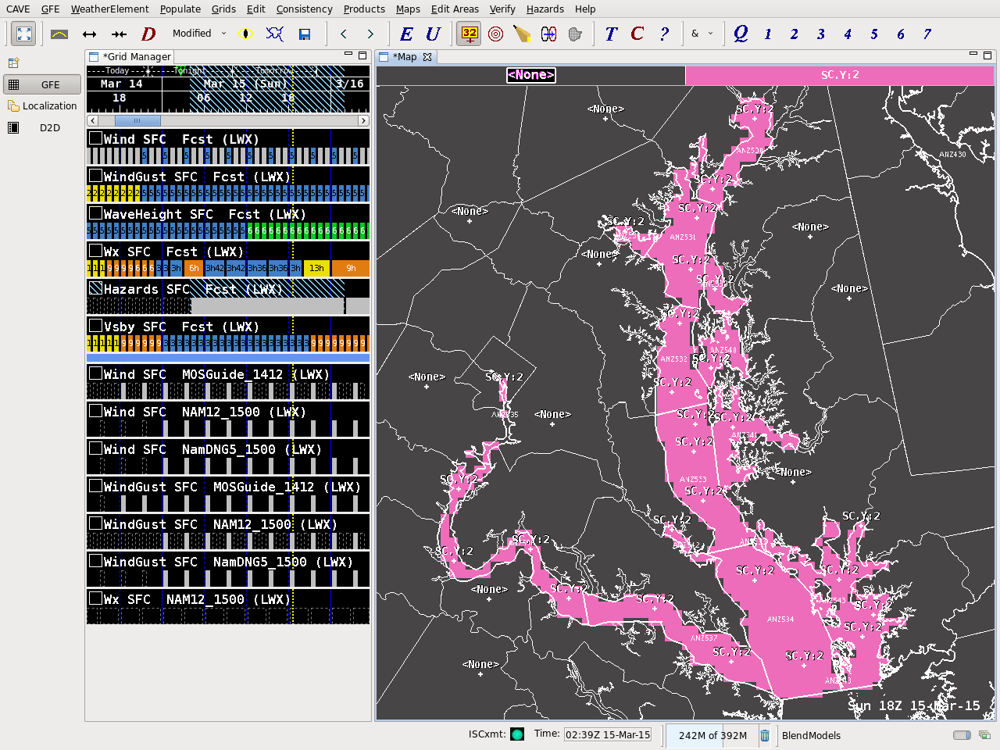 CAVE GFE WeatherElement Populate Grids Edit Consistency Products Maps Edit Areas Verify Hazards Help
D Modified E U 32 T C ? & Q 1 2 3 4 5 6 7
*Grid Manager
*Map
GFE
Localization
D2D
Today Tonight Tomorrow
Mar 14 Mar 15 (Sun) 3/16
18 06 12 18
Wind SFC Fcst (LWX)
WindGust SFC Fcst (LWX)
WaveHeight SFC Fcst (LWX)
Wx SFC Fcst (LWX)
6h 3h42 3h42 3h36 3h36 3h 13h 9h
Hazards SFC Fcst (LWX)
Vsby SFC Fcst (LWX)
Wind SFC MOSGuide_1412 (LWX)
Wind SFC NAM12_1500 (LWX)
Wind SFC NamDNG5_1500 (LWX)
WindGust SFC MOSGuide_1412 (LWX)
WindGust SFC NAM12_1500 (LWX)
WindGust SFC NamDNG5_1500 (LWX)
Wx SFC NAM12_1500 (LWX)
<None> SC.Y:2
<None>
SC.Y:2
ANZ530
ANZ430
SC.Y:2
SC.Y:2
<None>
SC.Y:2
<None>
ANZ531
<None>
SC.Y:2
SC.Y:2
<None>
SC.Y:2
ANZ540
ANZ532
SC.Y:2
<None>
SC.Y:2
SC.Y:2
ANZ535
<None>
SC.Y:2
SC.Y:2
ANZ541
SC.Y:2
<None>
SC.Y:2
ANZ533
SC.Y:2
SC.Y:2
SC.Y:2
SC.Y:2
SC.Y:2
SC.Y:2
SC.Y:2
<None>
SC.Y:2
SC.Y:2
ANZ543
SC.Y:2
ANZ534
SC.Y:2
ANZ537
SC.Y:2
SC.Y:2
<None>
Sun 18Z 15-Mar-15
ISCxmt: Time: 02:39Z 15-Mar-15 242M of 392M BlendModels